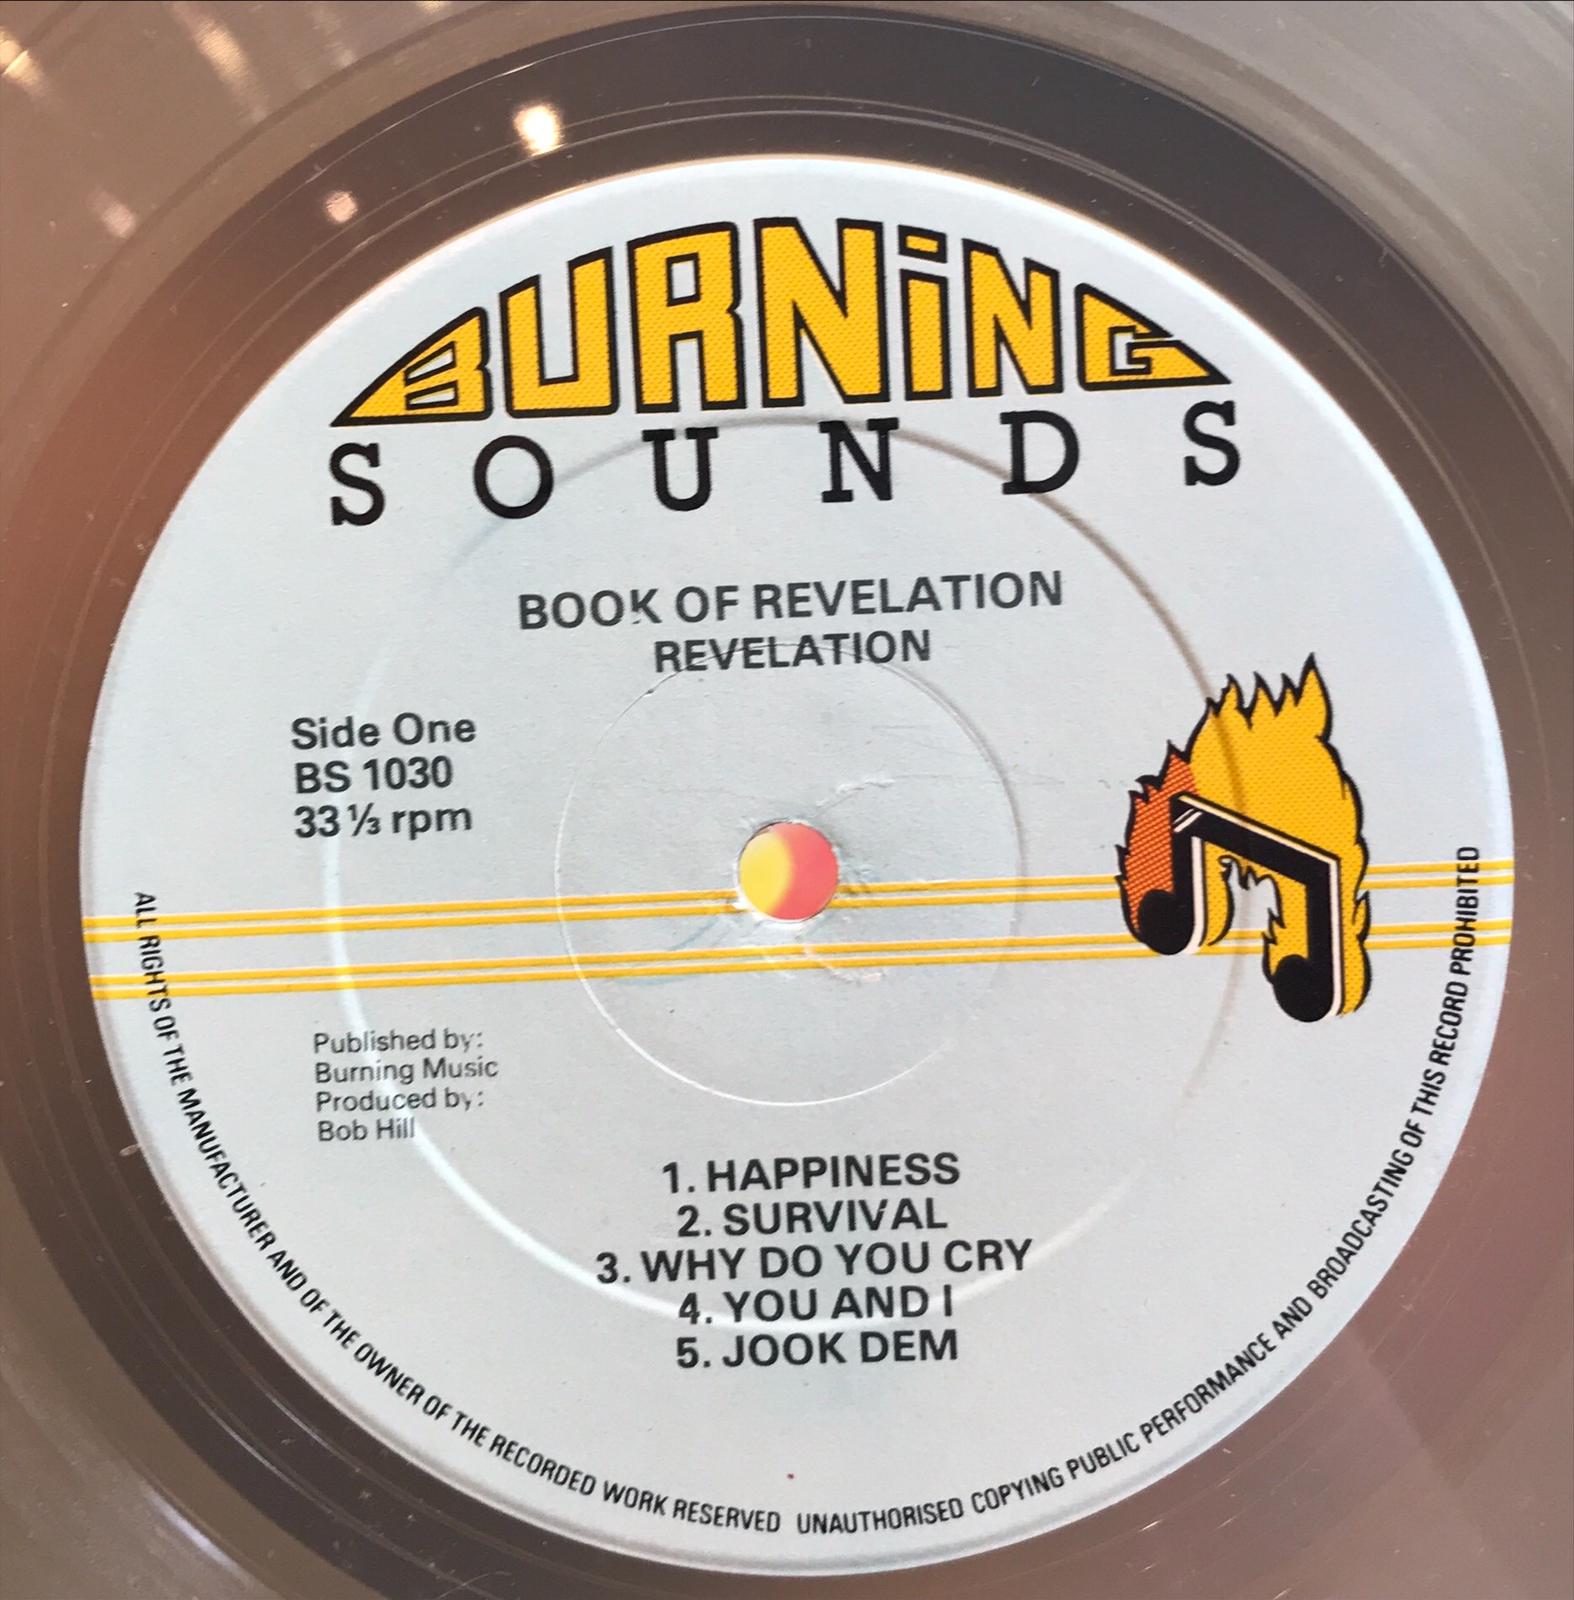 BURNiNG
SOUNDS
BOOK OF REVELATION
REVELATION
Side One
BS 1030
33⅓ rpm
Published by:
Burning Music
Produced by:
Bob Hill
1. HAPPINESS
2. SURVIVAL
3. WHY DO YOU CRY
4. YOU AND I
5. JOOK DEM
ALL RIGHTS OF THE MANUFACTURER AND OF THE OWNER OF THE RECORDED WORK RESERVED UNAUTHORISED COPYING PUBLIC PERFORMANCE AND BROADCASTING OF THIS RECORD PROHIBITED